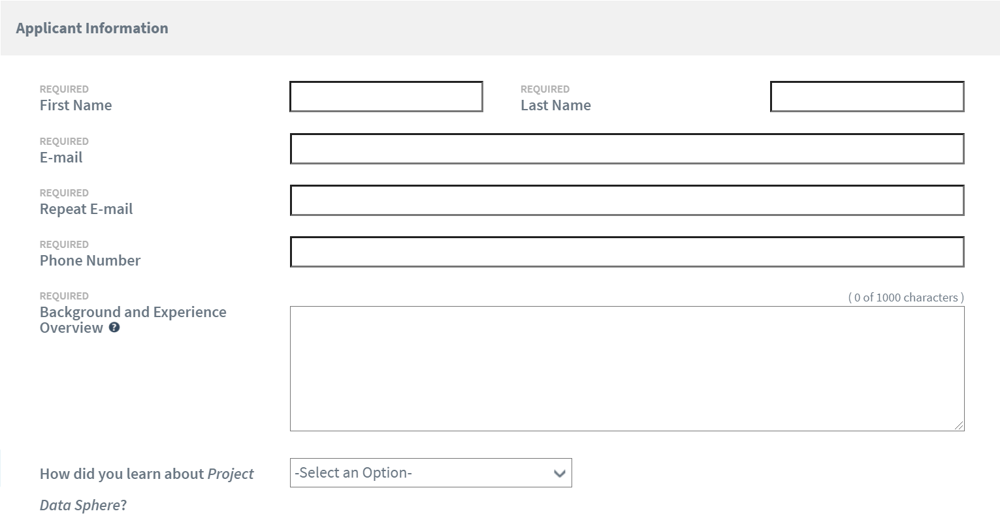 Applicant Information
REQUIRED
First Name
REQUIRED
Last Name
REQUIRED
E-mail
REQUIRED
Repeat E-mail
REQUIRED
Phone Number
REQUIRED
Background and Experience
Overview ?
( 0 of 1000 characters )
How did you learn about Project
Data Sphere?
-Select an Option-